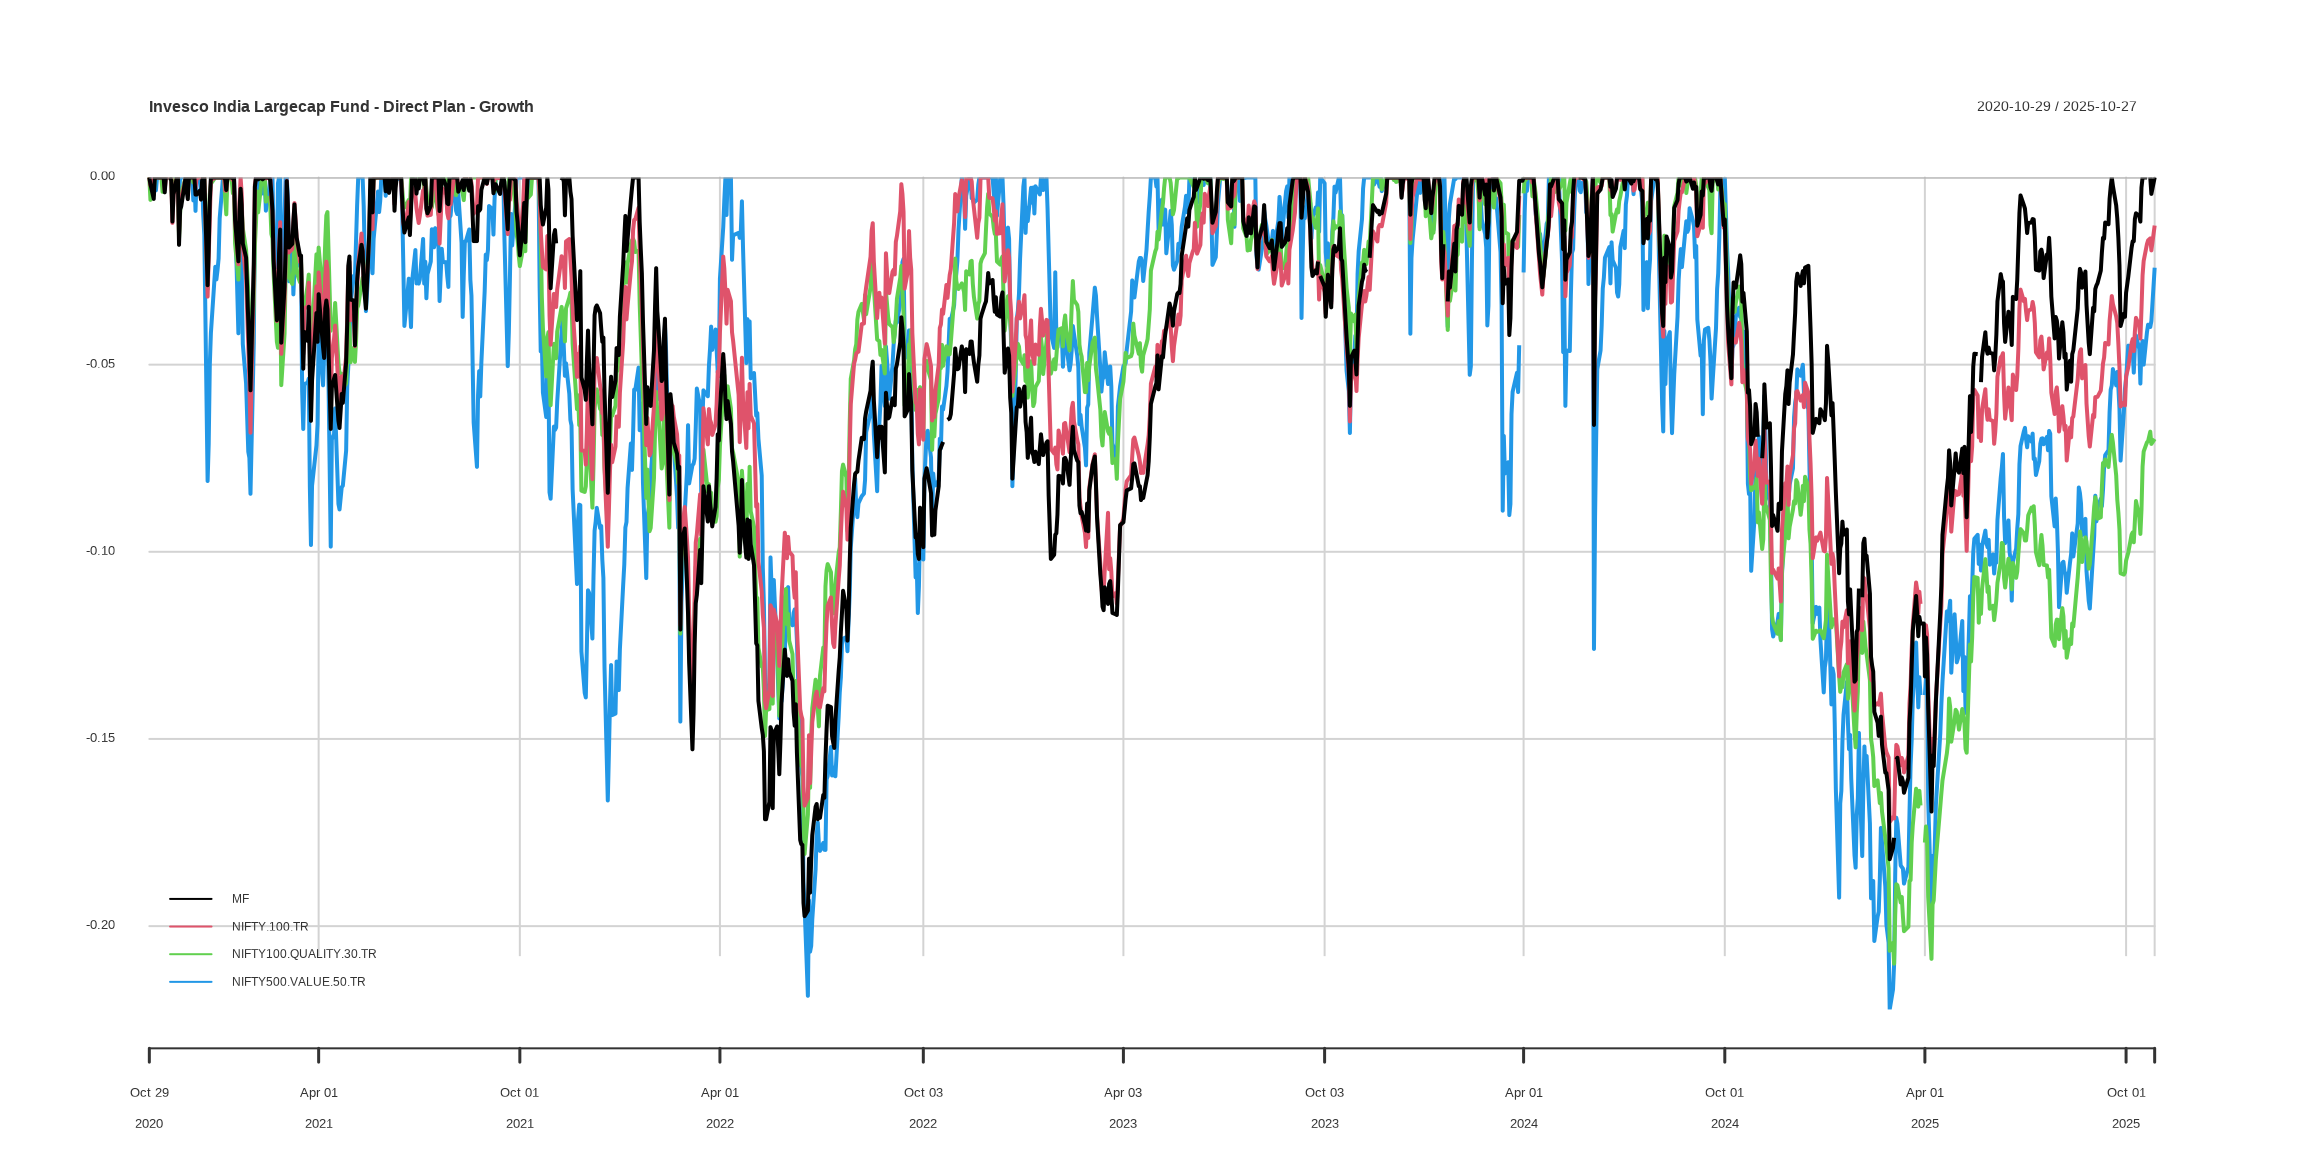 Invesco India Largecap Fund - Direct Plan - Growth
2020-10-29 / 2025-10-27
0.00
-0.05
-0.10
-0.15
-0.20
MF
NIFTY.100.TR
NIFTY100.QUALITY.30.TR
NIFTY500.VALUE.50.TR
Oct 29 Apr 01 Oct 01 Apr 01 Oct 03 Apr 03 Oct 03 Apr 01 Oct 01 Apr 01 Oct 01
2020 2021 2021 2022 2022 2023 2023 2024 2024 2025 2025